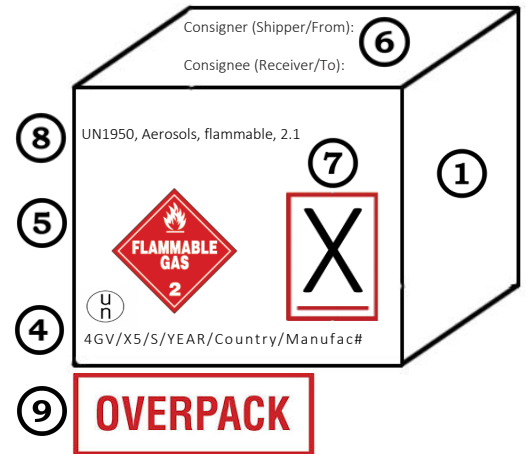 Consigner (Shipper/From):
6
Consignee (Receiver/To):
8
UN1950, Aerosols, flammable, 2.1
7
1
5
FLAMMABLE
GAS
2
X
u
n
4
4GV/X5/S/YEAR/Country/Manufac#
9
OVERPACK